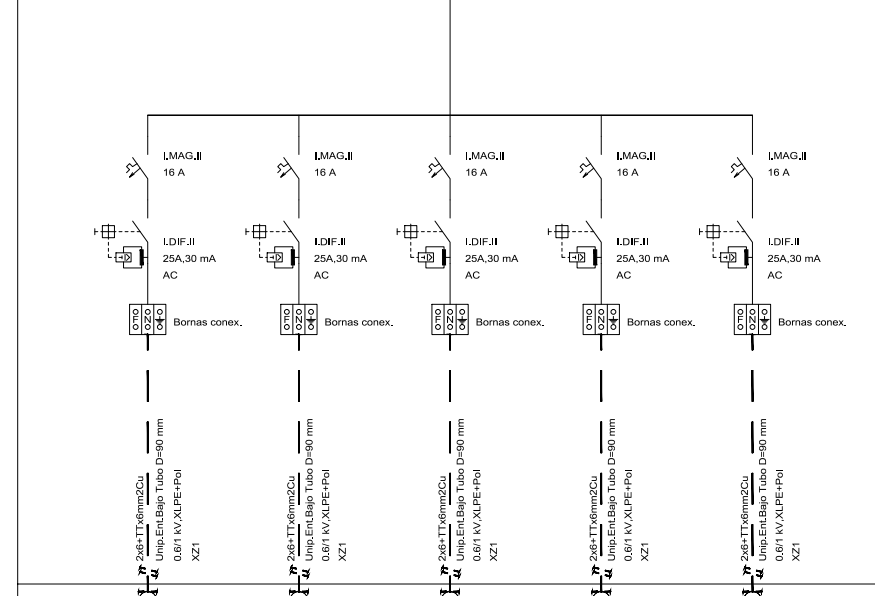 I.MAG.II
16 A
I.MAG.II
16 A
I.MAG.II
16 A
I.MAG.II
16 A
I.MAG.II
16 A
I.DIF.II
25A,30 mA
AC
I.DIF.II
25A,30 mA
AC
I.DIF.II
25A,30 mA
AC
I.DIF.II
25A,30 mA
AC
I.DIF.II
25A,30 mA
AC
F N
Bornas conex.
F N
Bornas conex.
F N
Bornas conex.
F N
Bornas conex.
F N
Bornas conex.
2x6+TTx6mm2Cu
Unip.Ent.Bajo Tubo D=90 mm
0.6/1 kV,XLPE+Pol
XZ1
2x6+TTx6mm2Cu
Unip.Ent.Bajo Tubo D=90 mm
0.6/1 kV,XLPE+Pol
XZ1
2x6+TTx6mm2Cu
Unip.Ent.Bajo Tubo D=90 mm
0.6/1 kV,XLPE+Pol
XZ1
2x6+TTx6mm2Cu
Unip.Ent.Bajo Tubo D=90 mm
0.6/1 kV,XLPE+Pol
XZ1
2x6+TTx6mm2Cu
Unip.Ent.Bajo Tubo D=90 mm
0.6/1 kV,XLPE+Pol
XZ1